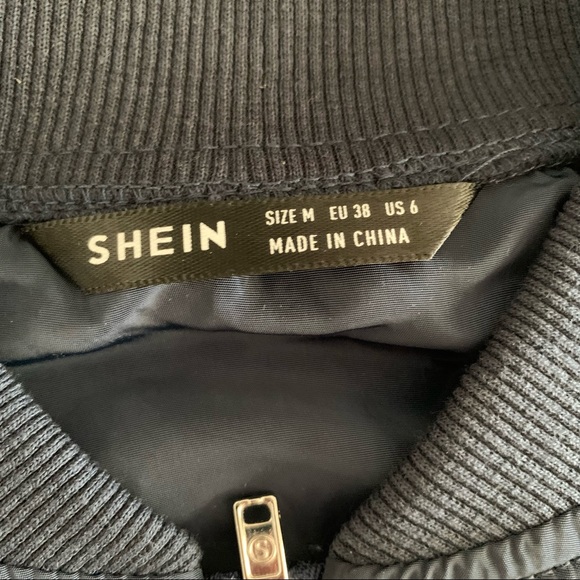 SHEIN
SIZE M EU 38 US 6
MADE IN CHINA
S